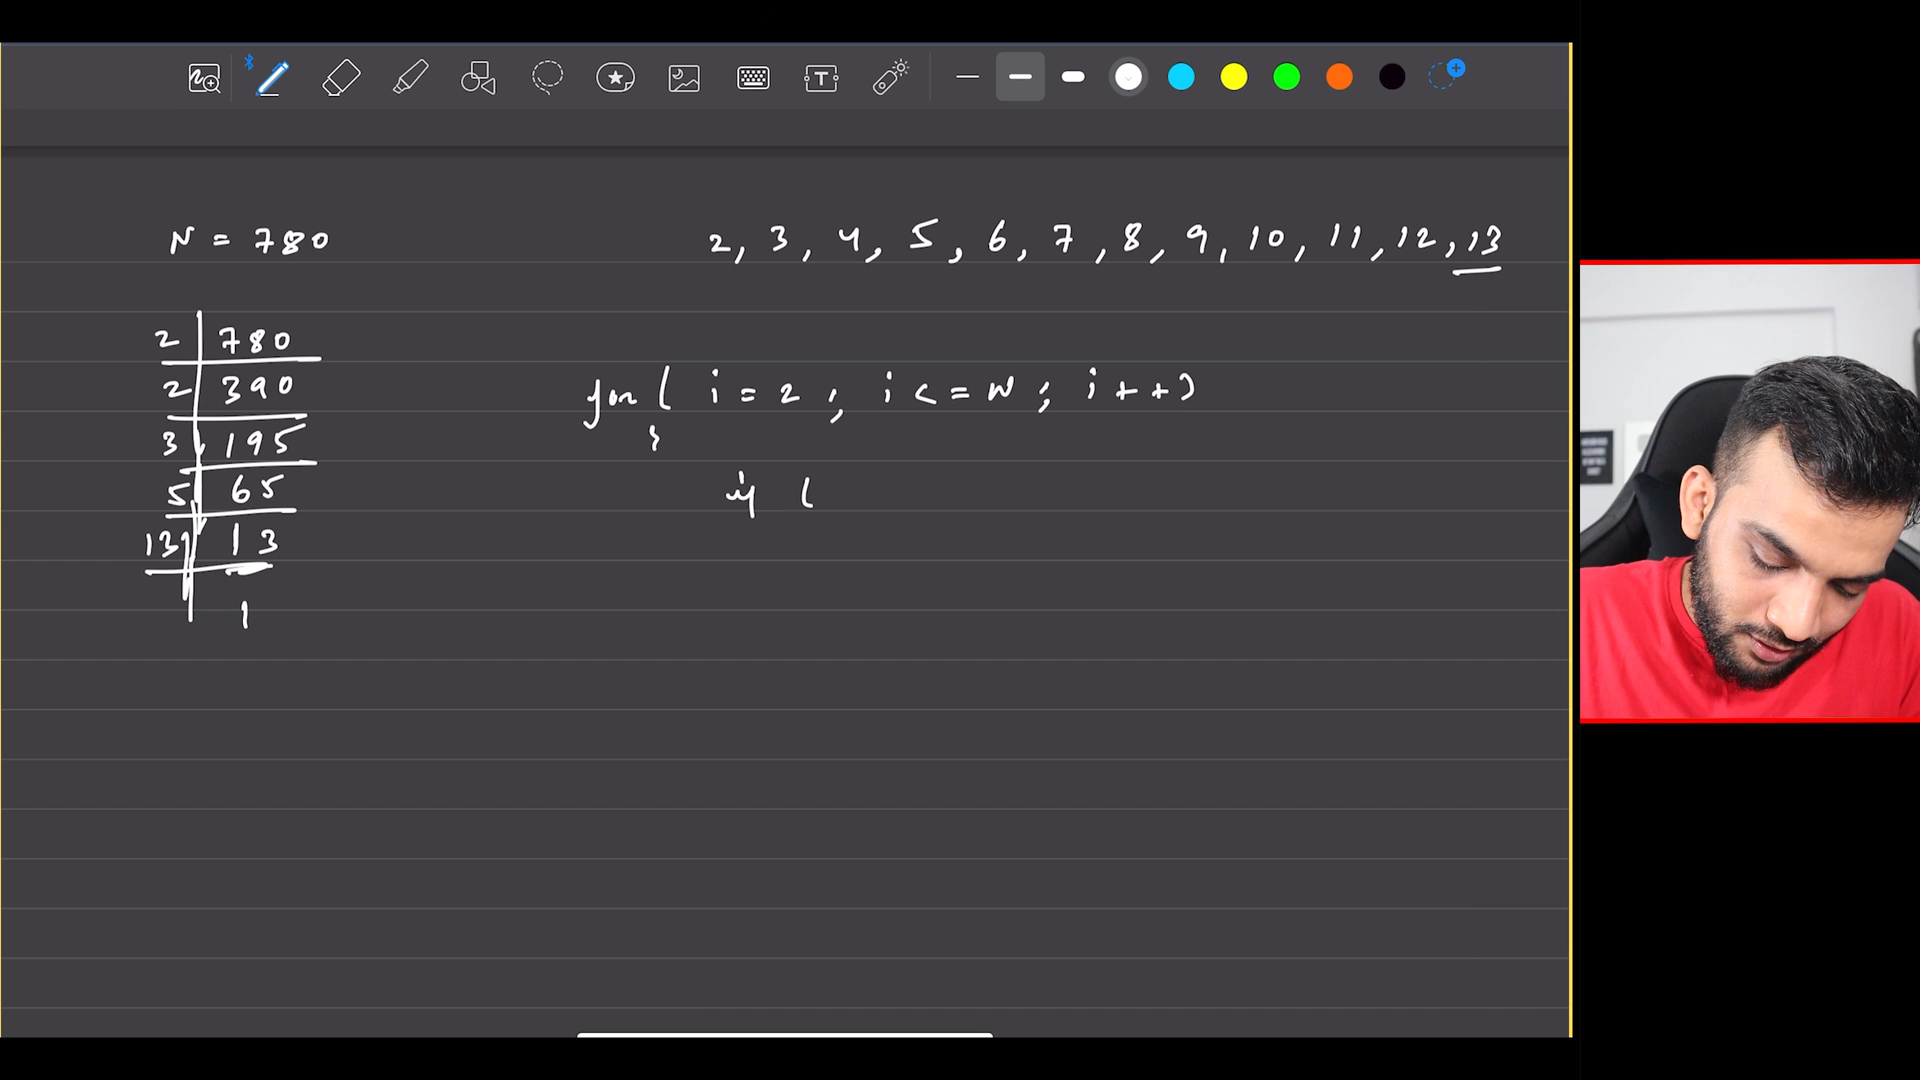 N = 780
2, 3, 4, 5, 6, 7, 8, 9, 10, 11, 12, 13
2 | 780
2 | 390
3 | 195
5 | 65
13 | 13
1
for ( i = 2 ; i <= N ; i + + )
{
if (